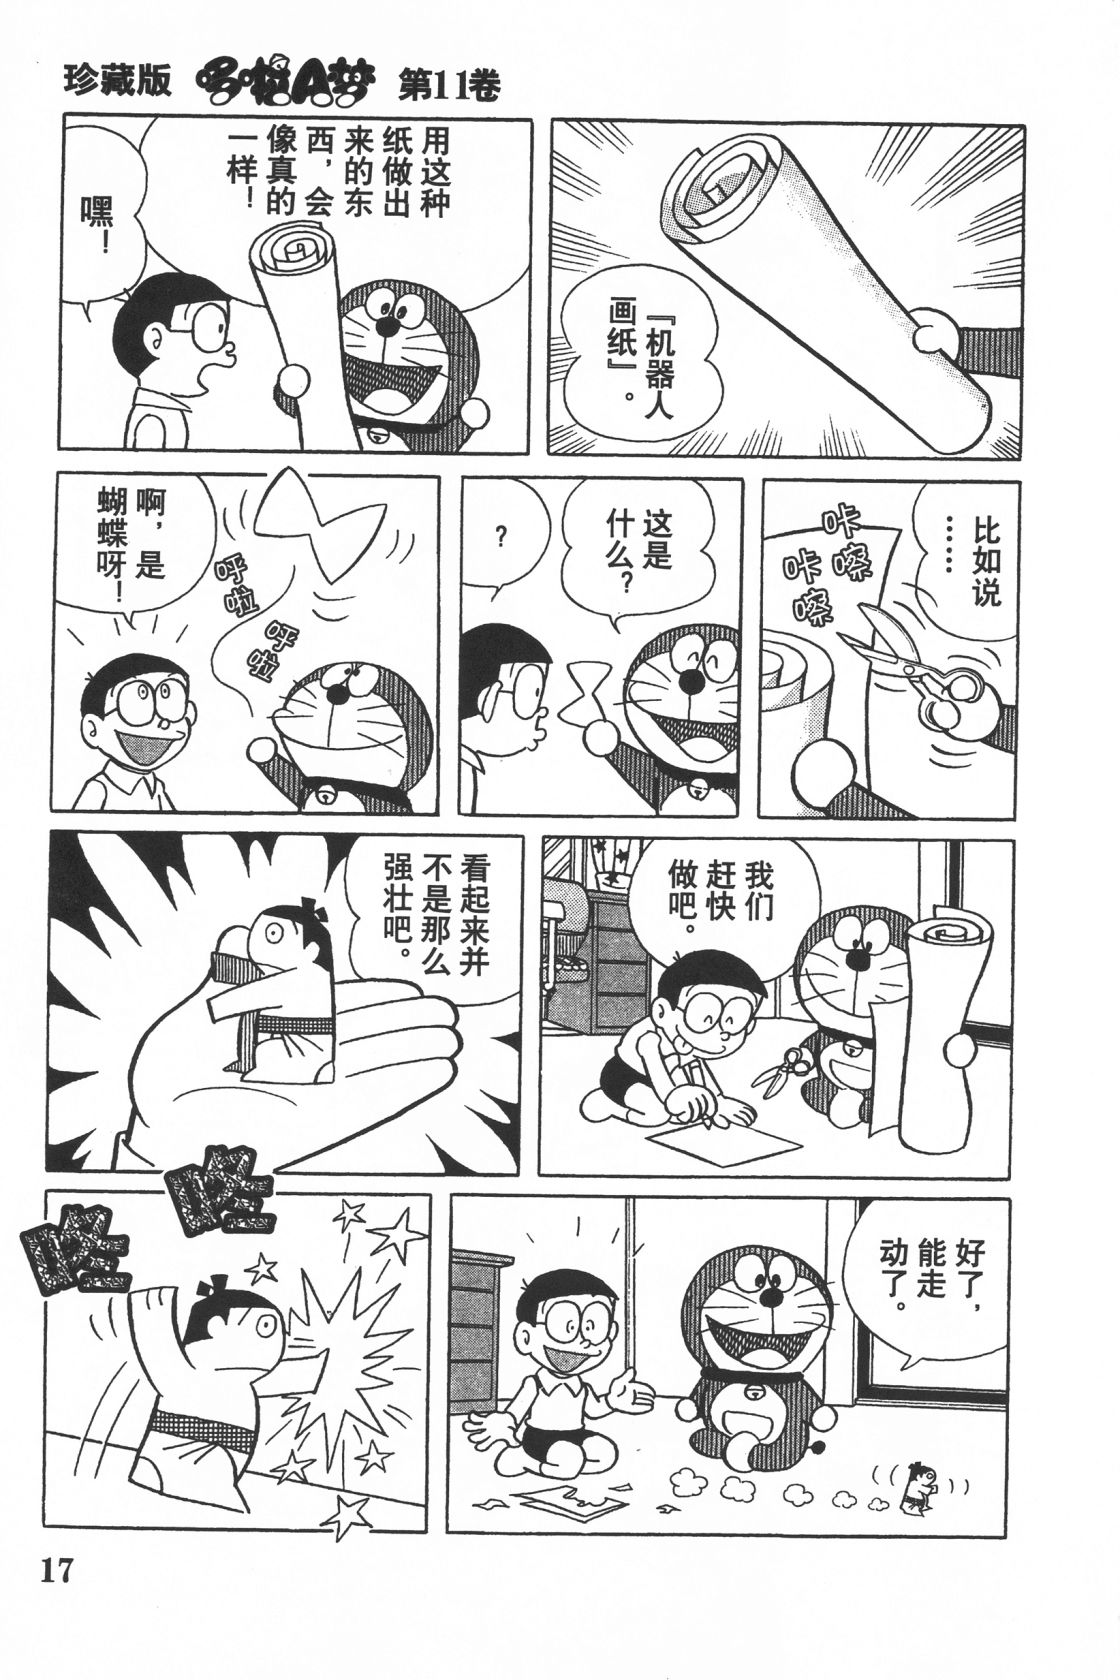 珍藏版 哆啦A梦 第11卷
『机器人
画纸』。
用这种
纸做出
来的东
西，会
像真的
一样！
嘿！
比如说
……
咔嚓
咔嚓
这是
什么？
？
呼啦
呼啦
啊，是
蝴蝶呀！
我们
赶快
做吧。
看起来并
不是那么
强壮吧。
好了，
能走
动了。
咚
咚
17